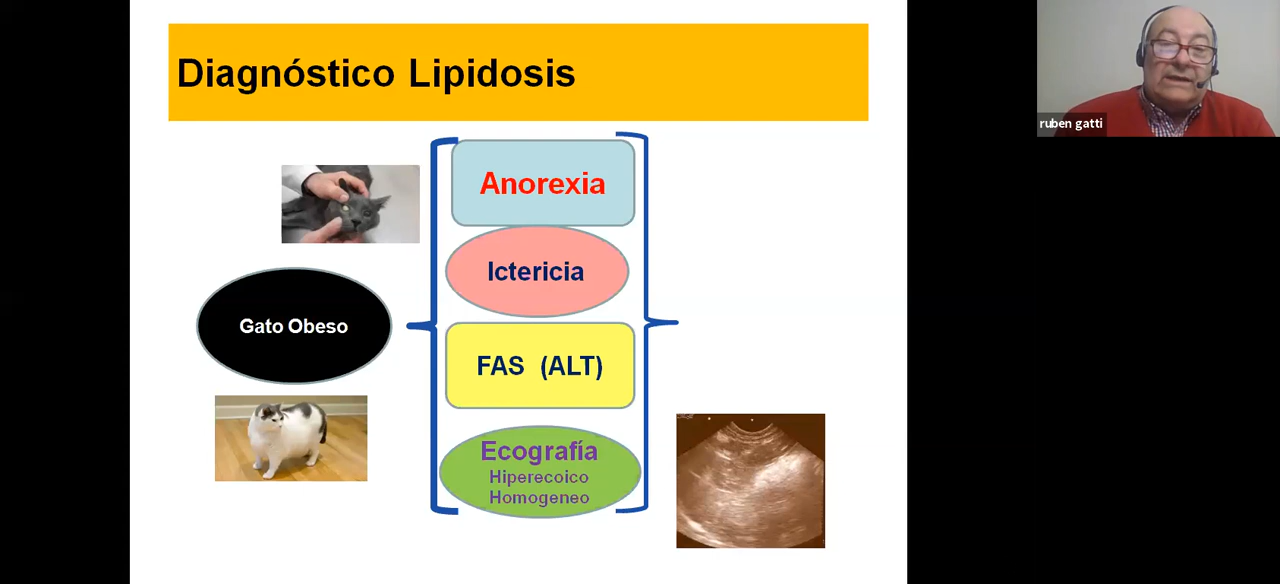 Diagnóstico Lipidosis
Anorexia
Ictericia
Gato Obeso
FAS (ALT)
Ecografía
Hiperecoico
Homogeneo
ruben gatti